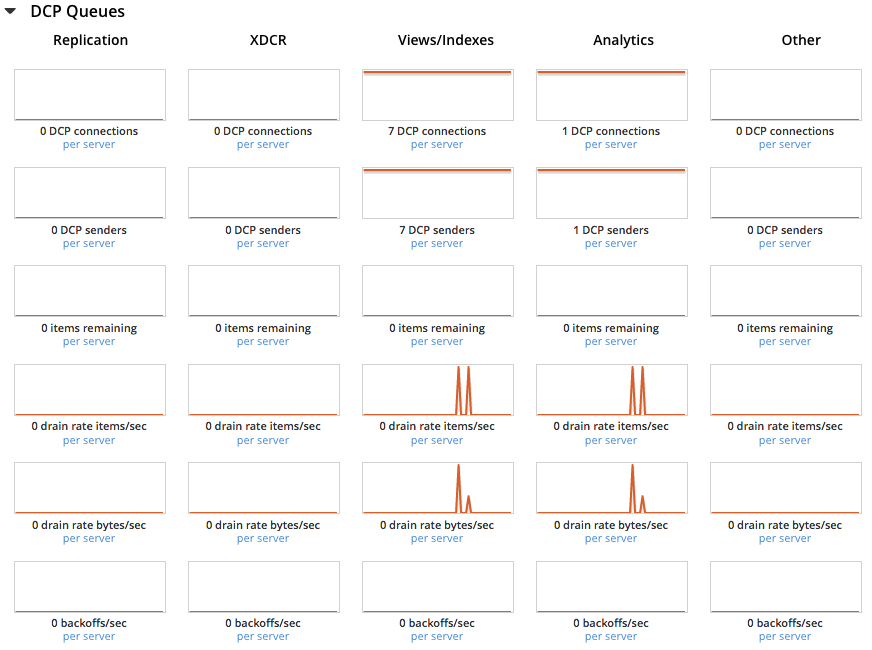 DCP Queues
Replication XDCR Views/Indexes Analytics Other
0 DCP connections 0 DCP connections 7 DCP connections 1 DCP connections 0 DCP connections
per server per server per server per server per server
0 DCP senders 0 DCP senders 7 DCP senders 1 DCP senders 0 DCP senders
per server per server per server per server per server
0 items remaining 0 items remaining 0 items remaining 0 items remaining 0 items remaining
per server per server per server per server per server
0 drain rate items/sec 0 drain rate items/sec 0 drain rate items/sec 0 drain rate items/sec 0 drain rate items/sec
per server per server per server per server per server
0 drain rate bytes/sec 0 drain rate bytes/sec 0 drain rate bytes/sec 0 drain rate bytes/sec 0 drain rate bytes/sec
per server per server per server per server per server
0 backoffs/sec 0 backoffs/sec 0 backoffs/sec 0 backoffs/sec 0 backoffs/sec
per server per server per server per server per server